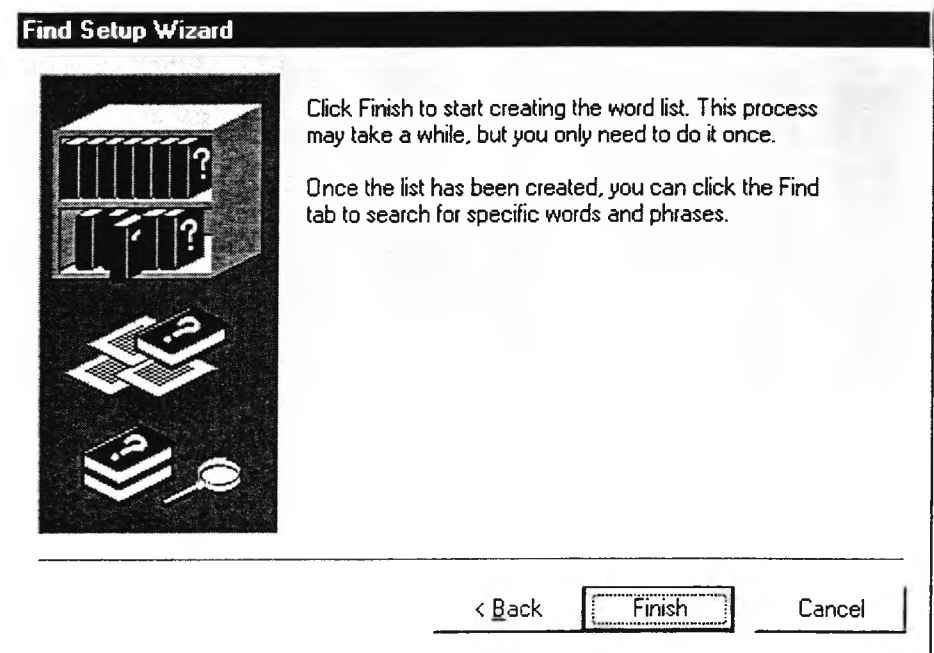 Find Setup Wizard
Click Finish to start creating the word list. This process
may take a while, but you only need to do it once.
Once the list has been created, you can click the Find
tab to search for specific words and phrases.
?
?
?
?
< Back
Finish
Cancel